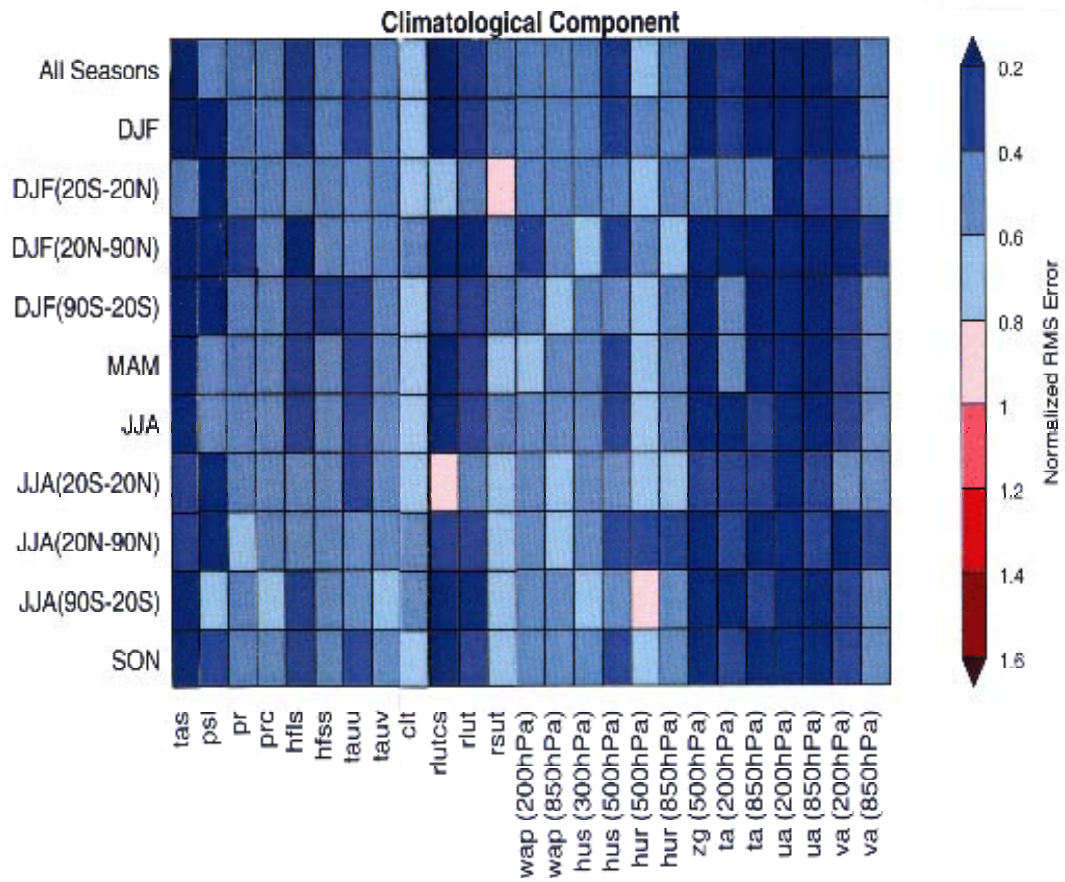 Climatological Component
All Seasons
DJF
DJF(20S-20N)
DJF(20N-90N)
DJF(90S-20S)
MAM
JJA
JJA(20S-20N)
JJA(20N-90N)
JJA(90S-20S)
SON
tas
psl
pr
prc
hfls
hfss
tauu
tauv
clt
rlutcs
rlut
rsut
wap (200hPa)
wap (850hPa)
hus (300hPa)
hus (500hPa)
hur (500hPa)
hur (850hPa)
zg (500hPa)
ta (200hPa)
ta (850hPa)
ua (200hPa)
ua (850hPa)
va (200hPa)
va (850hPa)
0.2
0.4
0.6
0.8
1
1.2
1.4
1.6
Normalized RMS Error